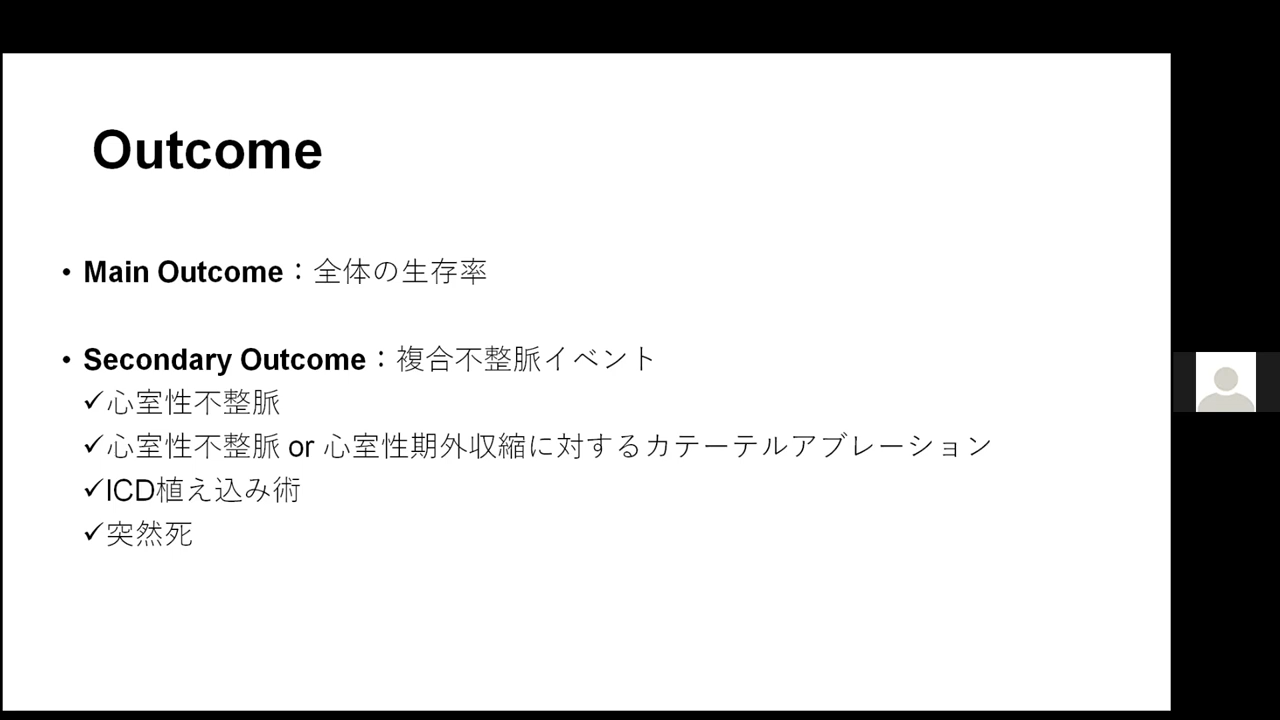 Outcome
• Main Outcome：全体の生存率
• Secondary Outcome：複合不整脈イベント
✓心室性不整脈
✓心室性不整脈 or 心室性期外収縮に対するカテーテルアブレーション
✓ICD植え込み術
✓突然死